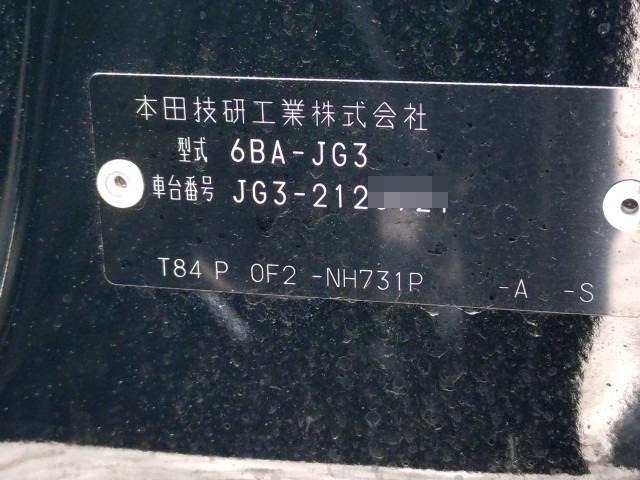 本田技研工業株式会社
型式 6BA-JG3
車台番号 JG3-212
T84 P 0F2 -NH731P -A -S